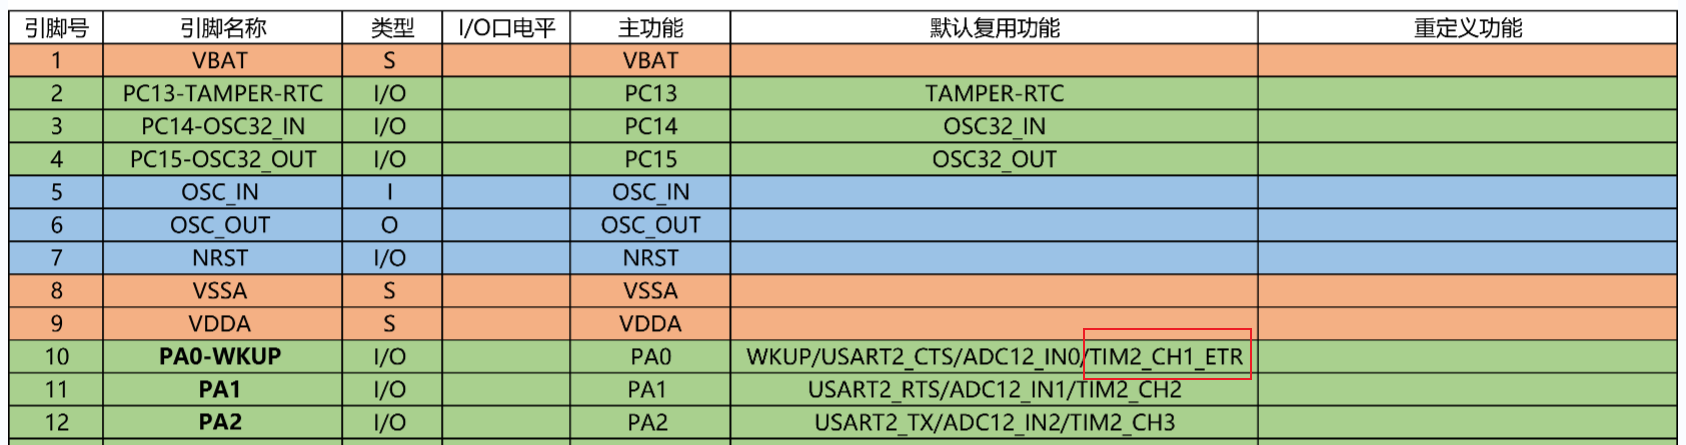 引脚号 引脚名称 类型 I/O口电平 主功能 默认复用功能 重定义功能
1 VBAT S VBAT
2 PC13-TAMPER-RTC I/O PC13 TAMPER-RTC
3 PC14-OSC32_IN I/O PC14 OSC32_IN
4 PC15-OSC32_OUT I/O PC15 OSC32_OUT
5 OSC_IN I OSC_IN
6 OSC_OUT O OSC_OUT
7 NRST I/O NRST
8 VSSA S VSSA
9 VDDA S VDDA
10 PA0-WKUP I/O PA0 WKUP/USART2_CTS/ADC12_IN0/TIM2_CH1_ETR
11 PA1 I/O PA1 USART2_RTS/ADC12_IN1/TIM2_CH2
12 PA2 I/O PA2 USART2_TX/ADC12_IN2/TIM2_CH3